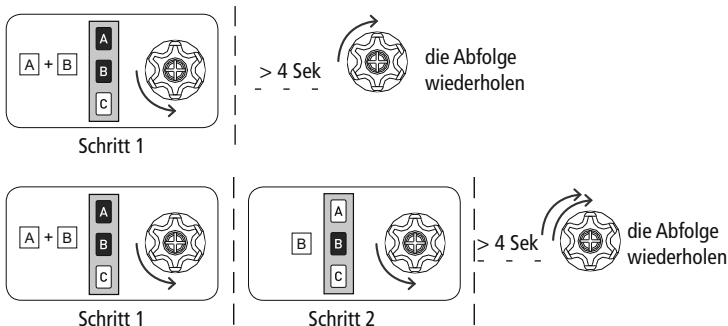 A + B
A
B
C
> 4 Sek
die Abfolge
wiederholen
Schritt 1
A + B
A
B
C
B
A
B
C
> 4 Sek
die Abfolge
wiederholen
Schritt 1
Schritt 2